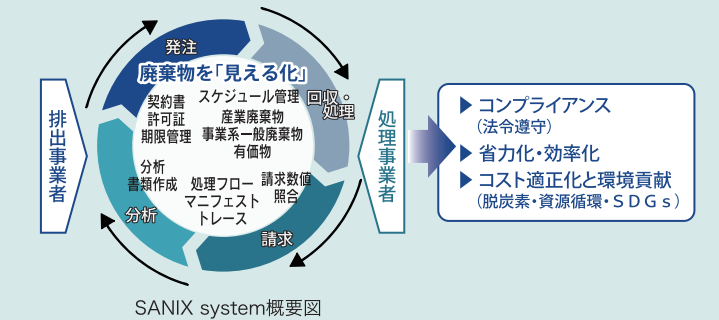 発注
廃棄物を「見える化」
契約書
許可証
期限管理
スケジュール管理
産業廃棄物
事業系一般廃棄物
有価物
回収・
処理
分析
書類作成
処理フロー
マニフェスト
トレース
請求数値
照合
分析
請求
排出事業者
処理事業者
コンプライアンス
（法令遵守）
省力化・効率化
コスト適正化と環境貢献
（脱炭素・資源循環・ＳＤＧｓ）
SANIX system概要図